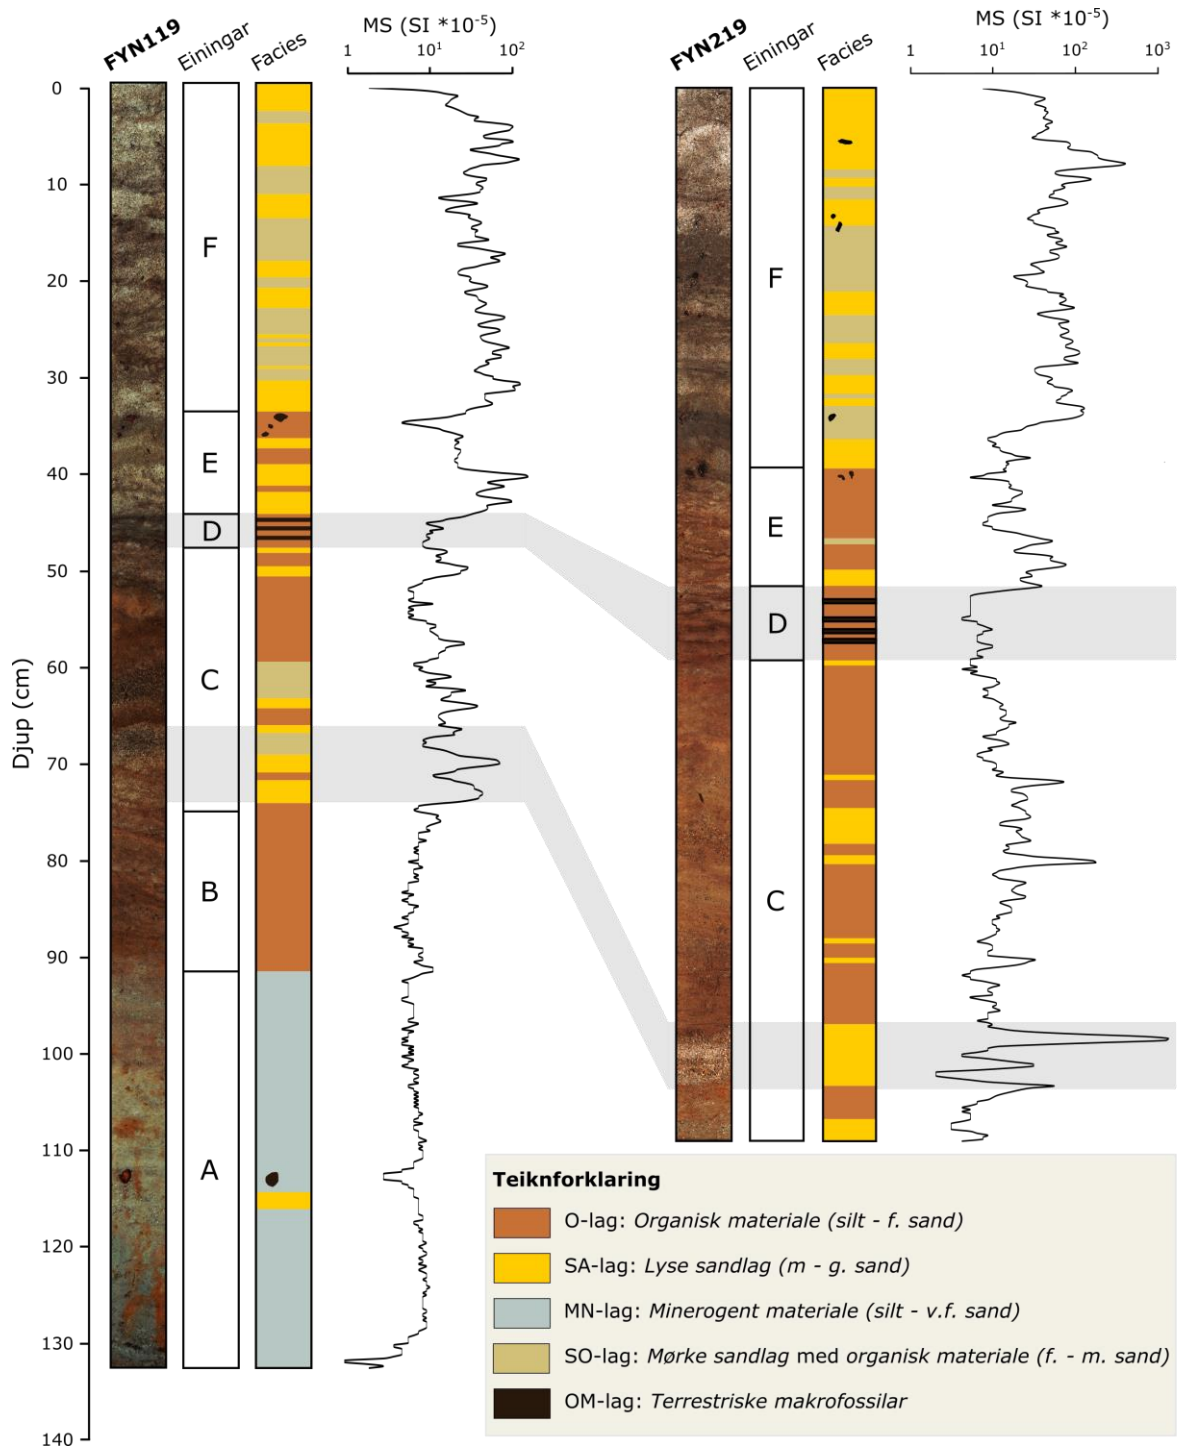 FYN119
Einingar
Facies
MS (SI *10⁻⁵)
1 10¹ 10²
FYN219
Einingar
Facies
MS (SI *10⁻⁵)
1 10¹ 10² 10³
Djup (cm)
0
10
20
30
40
50
60
70
80
90
100
110
120
130
140
F
E
D
C
B
A
F
E
D
C
Teiknforklaring
O-lag: Organisk materiale (silt - f. sand)
SA-lag: Lyse sandlag (m - g. sand)
MN-lag: Minerogent materiale (silt - v.f. sand)
SO-lag: Mørke sandlag med organisk materiale (f. - m. sand)
OM-lag: Terrestriske makrofossilar